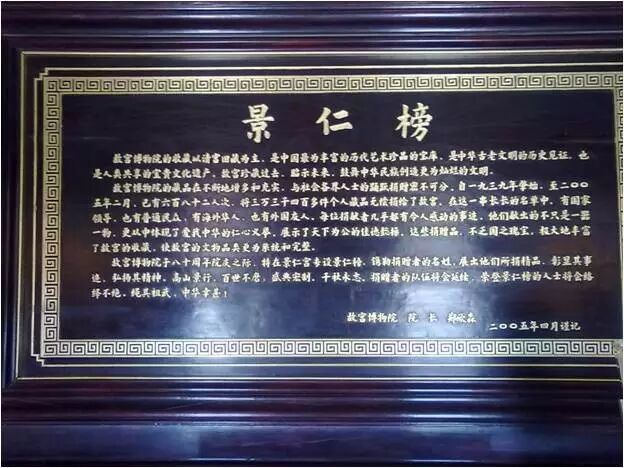 景仁榜
故宫博物院的收藏以清宫旧藏为主，是中国最为丰富的历代艺术珍品的宝库，是中华古老文明的历史见证，也
是人类共享的宝贵文化遗产。故宫珍藏过去，昭示未来，鼓舞中华民族创造更为灿烂的文明。
故宫博物院的藏品在不断地增多和充实，与社会各界人士的踊跃捐赠密不可分。自一九三九年肇始，至二〇〇
五年二月，已有六百八十二人次，将三万三千四百多件个人藏品无偿捐给了故宫。在这一串长长的名单中，有国家
领导，也有普通民众，有海外华人，也有外国友人，每位捐献者几乎都有令人感动的事迹，他们献出的不只是一器
一物，更从中体现了爱我中华的仁心义举，展示了天下为公的佳德懿操。这些捐赠品，不乏国之瑰宝，极大地丰富
了故宫的收藏，使故宫的文物品类更为系统和完整。
故宫博物院于八十周年院庆之际，特在景仁宫专设景仁榜，镌勒捐赠者的名姓，展出他们所捐精品，彰显其事
迹，弘扬其精神。高山景行，百世不磨，盛典宏制，千秋永志。捐赠者的队伍将会延续，荣登景仁榜的人士将会络
绎不绝，绳其祖武，中华幸甚！
故宫博物院 院长 郑欣淼
二〇〇五年四月谨记